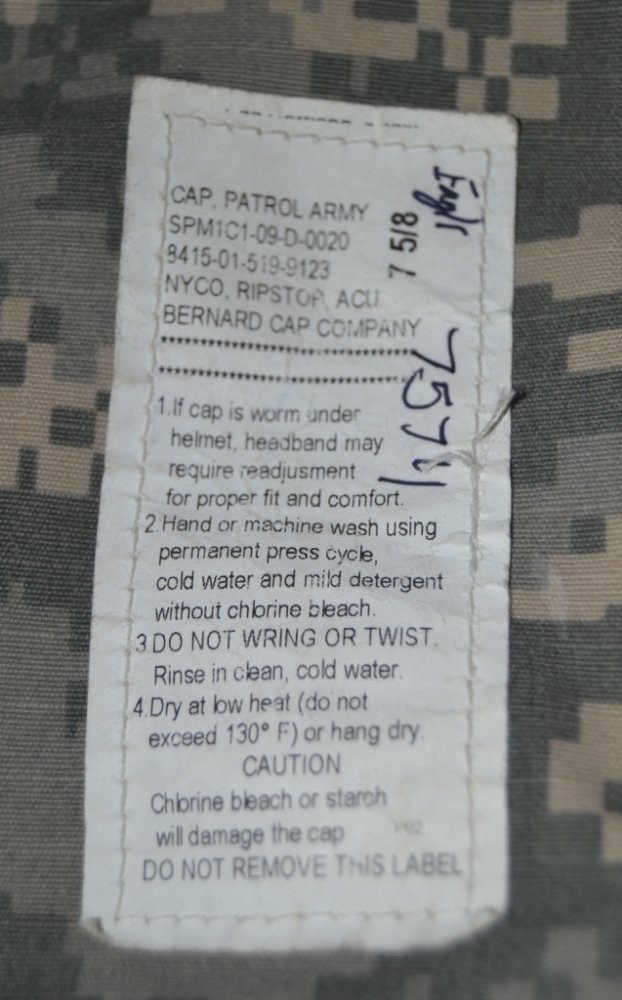 CAP, PATROL ARMY
SPM1C1-09-D-0020
8415-01-519-9123
NYCO, RIPSTOP, ACU
BERNARD CAP COMPANY
7 5/8
7574
**********************************
**********************************
1.If cap is worm under
helmet, headband may
require readjusment
for proper fit and comfort.
2.Hand or machine wash using
permanent press cycle,
cold water and mild detergent
without chlorine bleach.
3.DO NOT WRING OR TWIST.
Rinse in clean, cold water.
4.Dry at low heat (do not
exceed 130° F) or hang dry.
CAUTION
Chlorine bleach or starch
will damage the cap
DO NOT REMOVE THIS LABEL